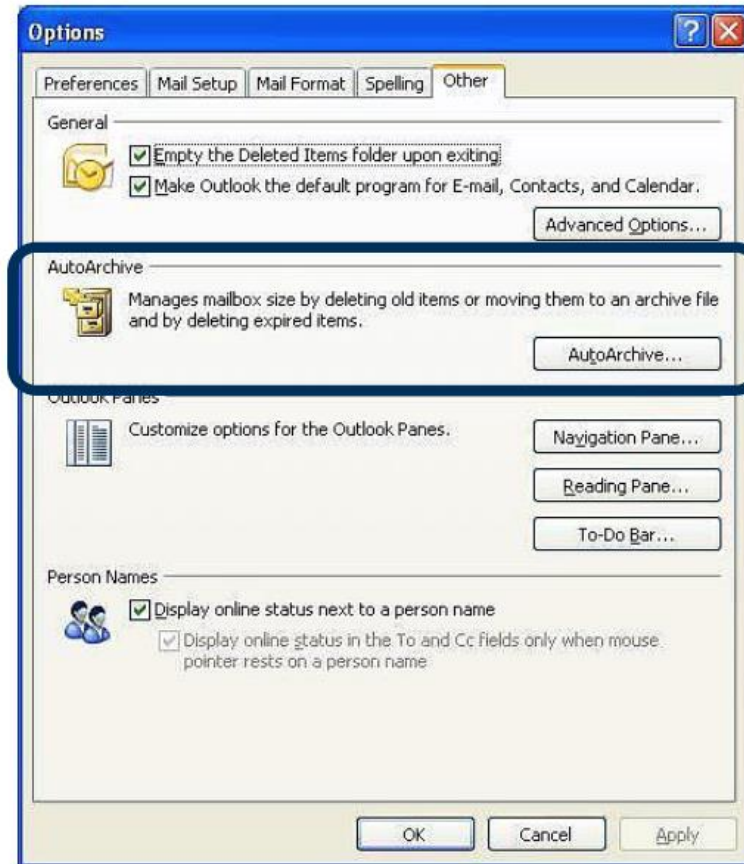 Options
Preferences Mail Setup Mail Format Spelling Other
General
Empty the Deleted Items folder upon exiting
Make Outlook the default program for E-mail, Contacts, and Calendar.
Advanced Options...
AutoArchive
Manages mailbox size by deleting old items or moving them to an archive file
and by deleting expired items.
AutoArchive...
Outlook Panes
Customize options for the Outlook Panes.
Navigation Pane...
Reading Pane...
To-Do Bar...
Person Names
Display online status next to a person name
Display online status in the To and Cc fields only when mouse
pointer rests on a person name
OK Cancel Apply